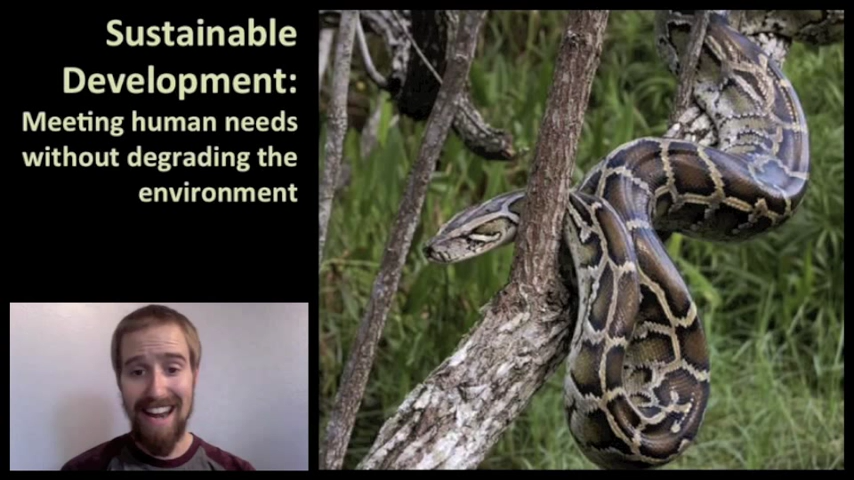 Sustainable
Development:
Meeting human needs
without degrading the
environment